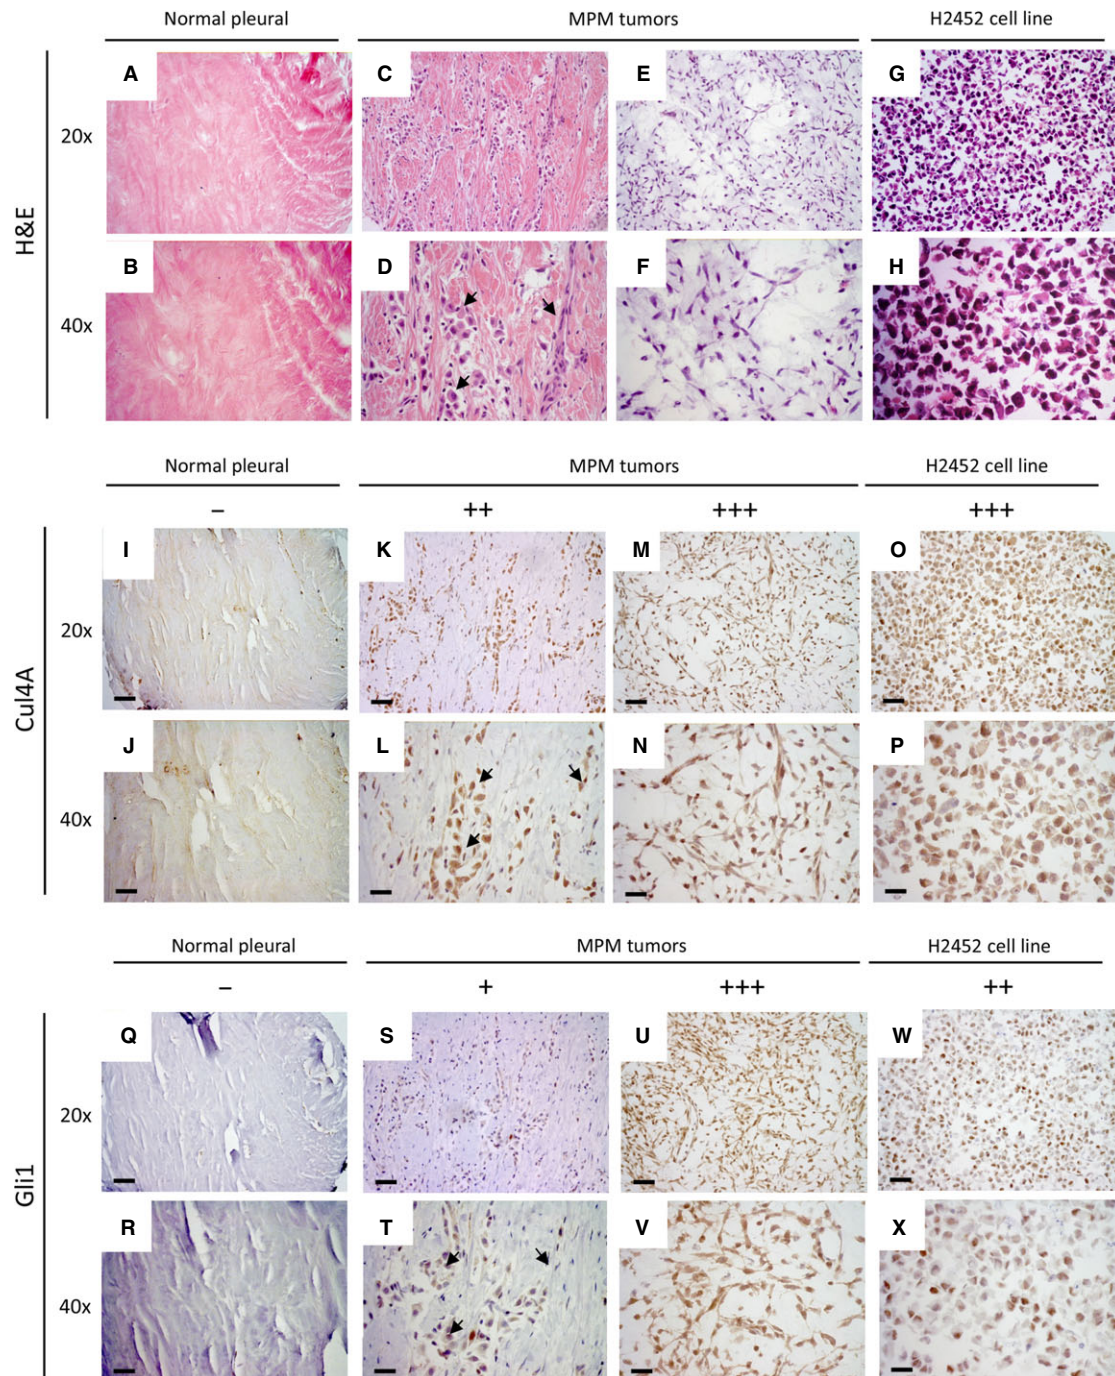 Normal pleural MPM tumors H2452 cell line
H&E
20x
A C E G
40x
B D F H
Normal pleural MPM tumors H2452 cell line
− ++ +++ +++
Cul4A
20x
I K M O
40x
J L N P
Normal pleural MPM tumors H2452 cell line
− + +++ ++
Gli1
20x
Q S U W
40x
R T V X